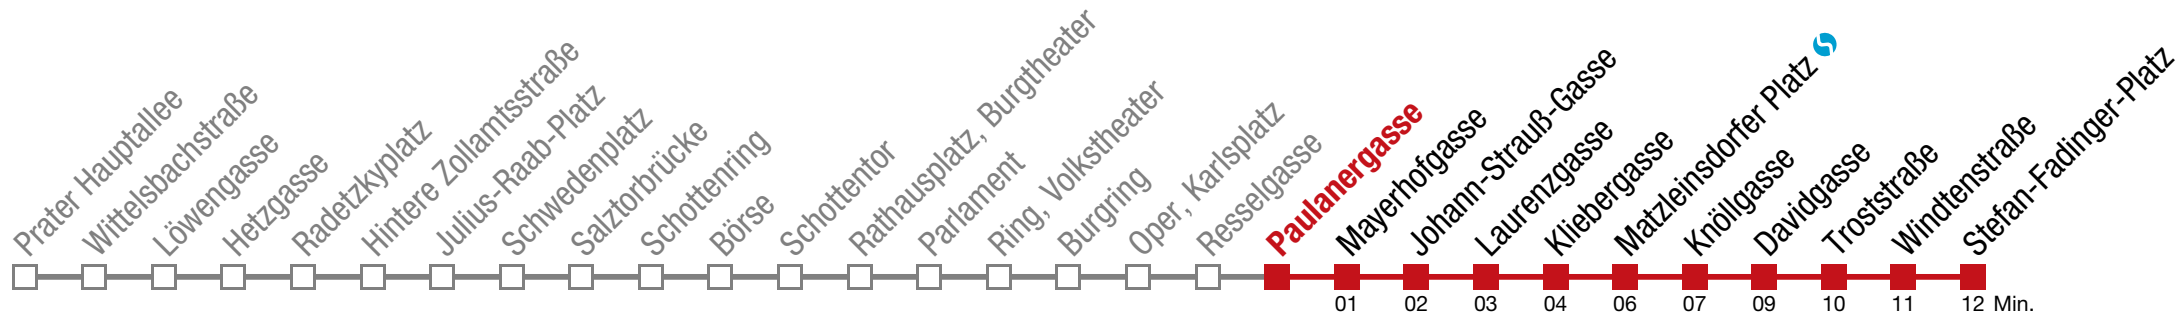 Prater Hauptallee
Wittelsbachstraße
Löwengasse
Hetzgasse
Radetzkyplatz
Hintere Zollamtsstraße
Julius-Raab-Platz
Schwedenplatz
Salztorbrücke
Schottenring
Börse
Schottentor
Rathausplatz, Burgtheater
Parlament
Ring, Volkstheater
Burgring
Oper, Karlsplatz
Resselgasse
Paulanergasse
Mayerhofgasse
Johann-Strauß-Gasse
Laurenzgasse
Kliebergasse
Matzleinsdorfer Platz
Knöllgasse
Davidgasse
Troststraße
Windtenstraße
Stefan-Fadinger-Platz
01 02 03 04 06 07 09 10 11 12 Min.